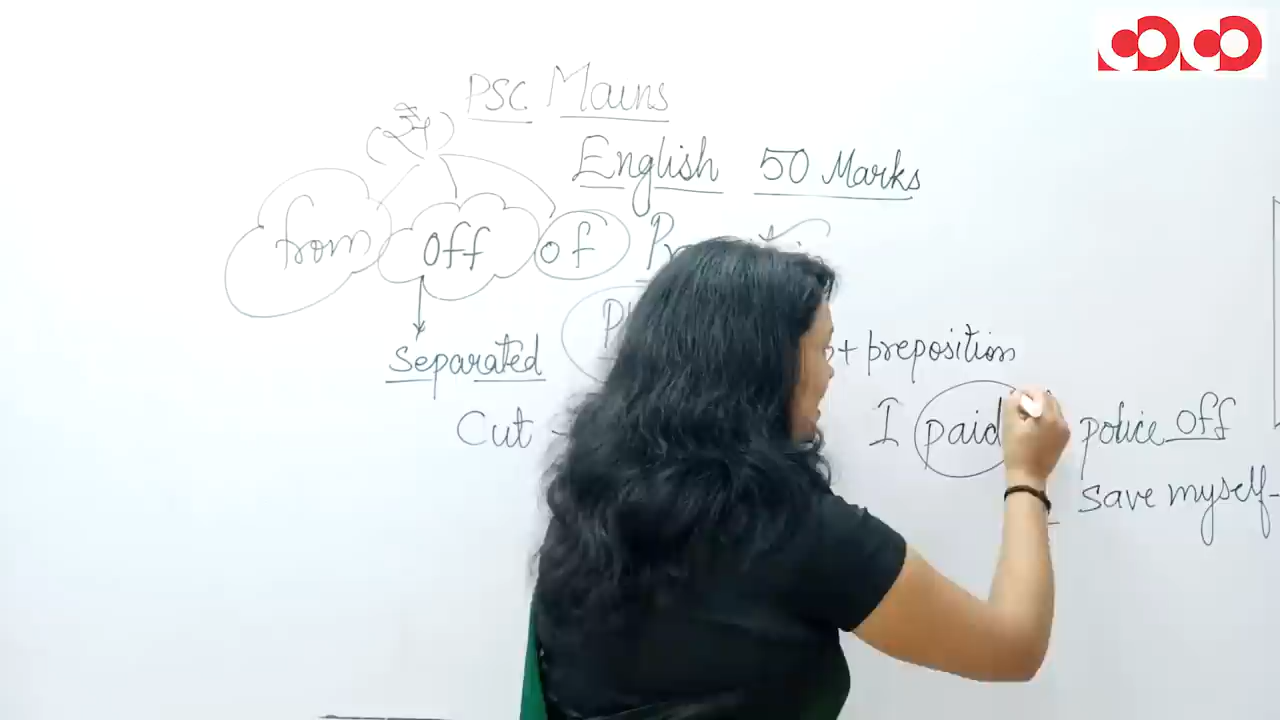 PSC Mains
English 50 Marks
from off of
+ preposition
Separated
Cut
I paid police off
save myself